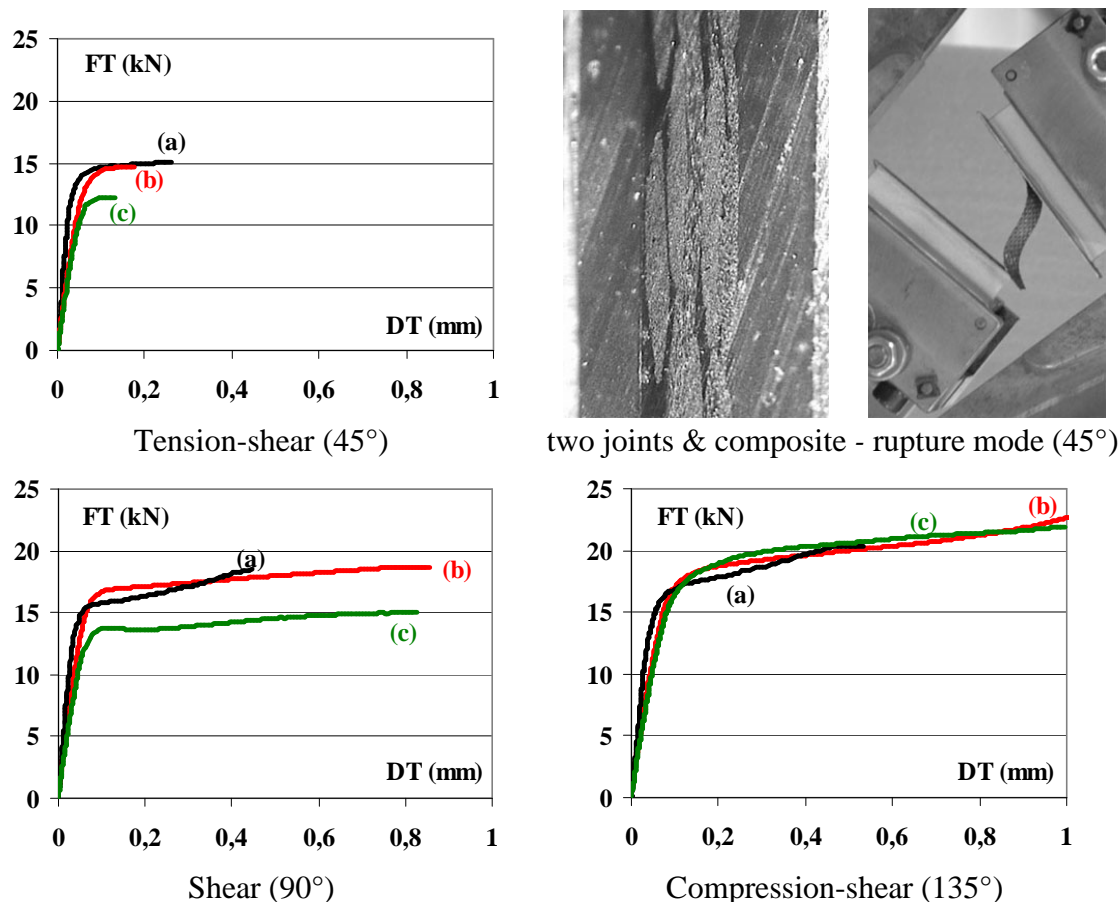 25
FT (kN)
20
(a)
15
(b)
10
(c)
5
DT (mm)
0
0 0,2 0,4 0,6 0,8 1
Tension-shear (45°)
two joints & composite - rupture mode (45°)
25
FT (kN)
20
(a)
(b)
15
(c)
10
5
DT (mm)
0
0 0,2 0,4 0,6 0,8 1
Shear (90°)
25
FT (kN)
(b)
(c)
20
(a)
15
10
5
DT (mm)
0
0 0,2 0,4 0,6 0,8 1
Compression-shear (135°)